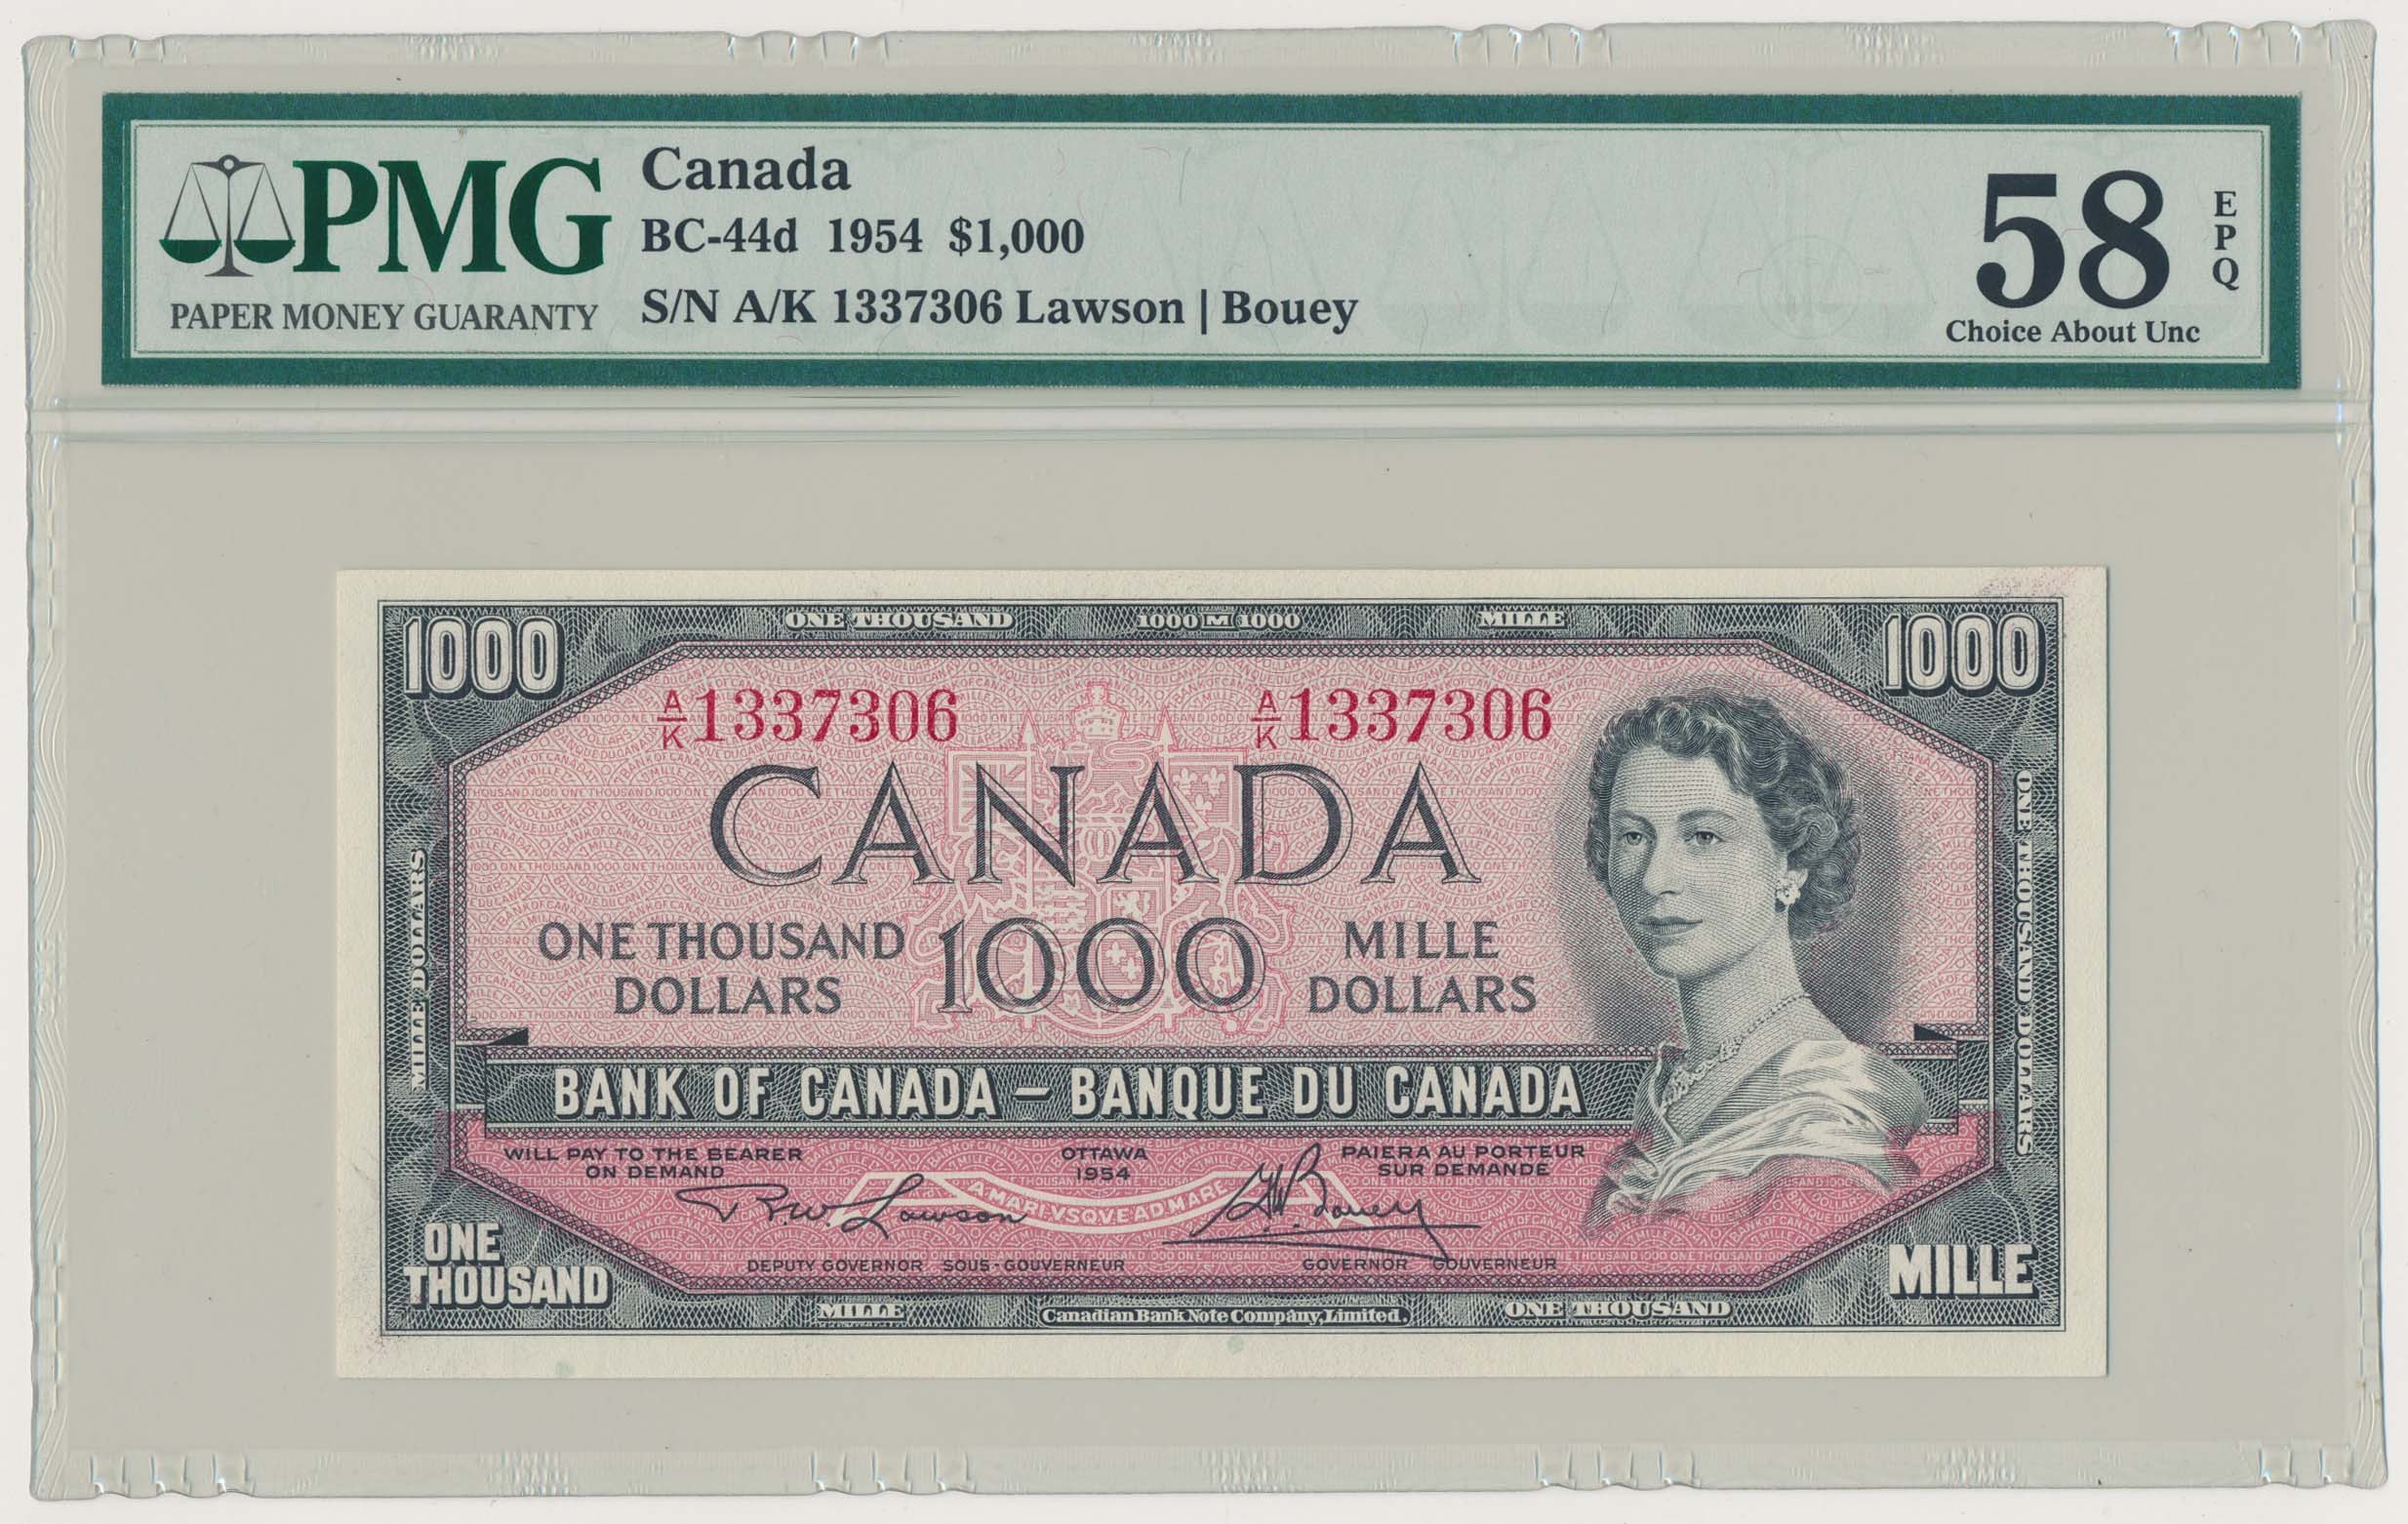 PMG
PAPER MONEY GUARANTY
Canada
BC-44d 1954 $1,000
S/N A/K 1337306 Lawson | Bouey
58
EPQ
Choice About Unc
1000
ONE THOUSAND
1000 M 1000
MILLE
1000
A/K 1337306
A/K 1337306
CANADA
ONE THOUSAND DOLLARS
1000
MILLE DOLLARS
MILLE DOLLARS
ONE THOUSAND DOLLARS
BANK OF CANADA – BANQUE DU CANADA
WILL PAY TO THE BEARER
ON DEMAND
OTTAWA
1954
PAIERA AU PORTEUR
SUR DEMANDE
R.W. Lawson
A·MARI·VSQVE·AD·MARE
G.K. Bouey
DEPUTY GOVERNOR SOUS-GOUVERNEUR
GOVERNOR GOUVERNEUR
ONE
THOUSAND
MILLE
MILLE
Canadian Bank Note Company, Limited.
ONE THOUSAND